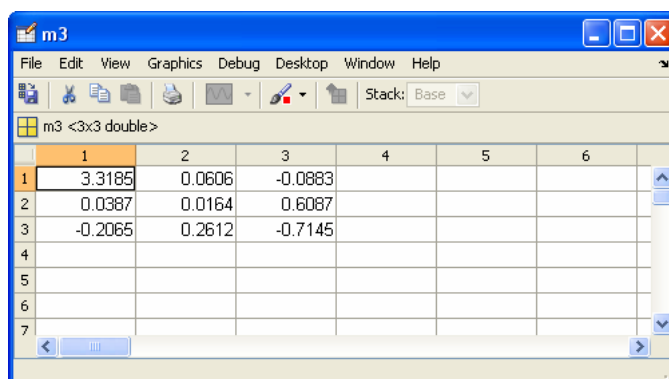 m3
File Edit View Graphics Debug Desktop Window Help
Stack: Base
m3 <3x3 double>
1 2 3 4 5 6
1 3.3185 0.0606 -0.0883
2 0.0387 0.0164 0.6087
3 -0.2065 0.2612 -0.7145
4
5
6
7